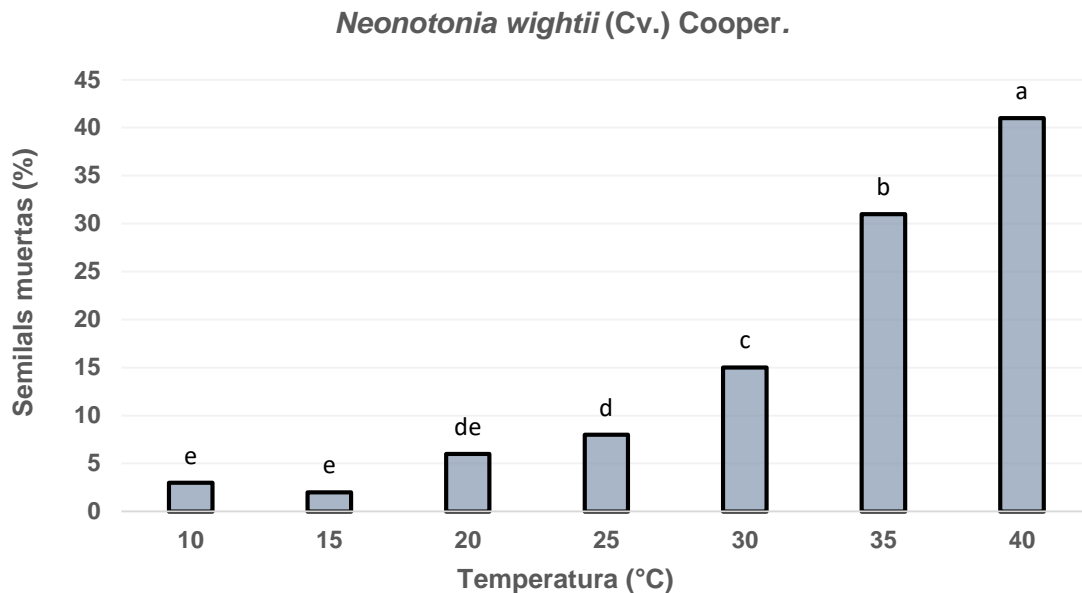 Neonotonia wightii (Cv.) Cooper.
Semilals muertas (%)
45
40
35
30
25
20
15
10
5
0
e
e
de
d
c
b
a
10 15 20 25 30 35 40
Temperatura (°C)